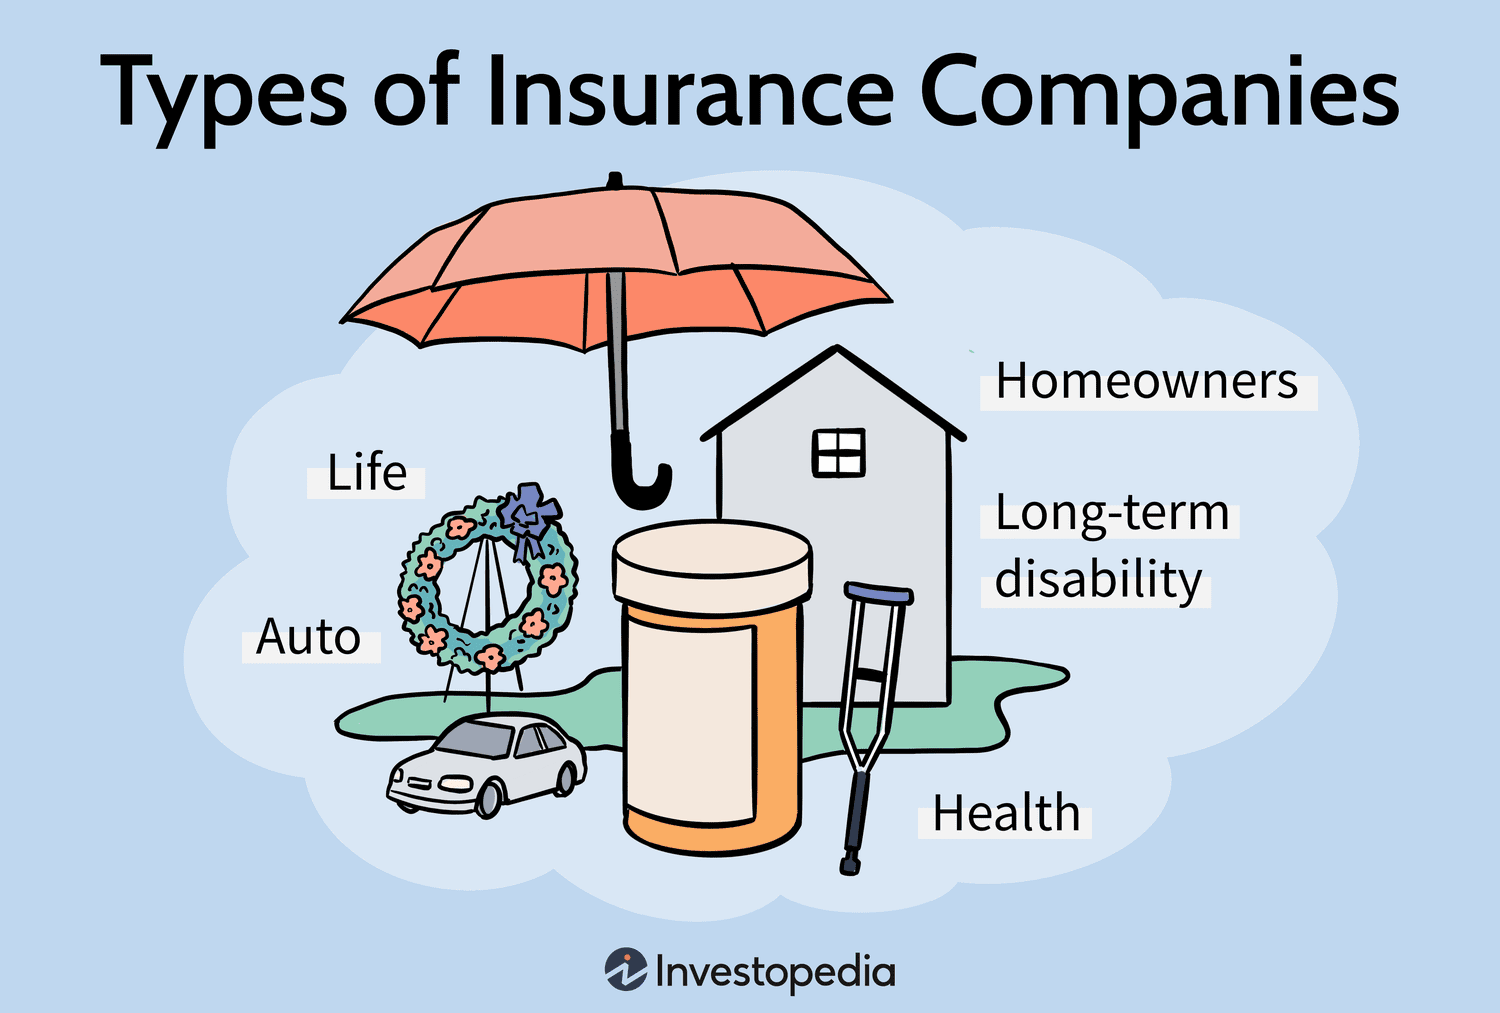 Types of Insurance Companies
Homeowners
Life
Long-term
disability
Auto
Health
Investopedia